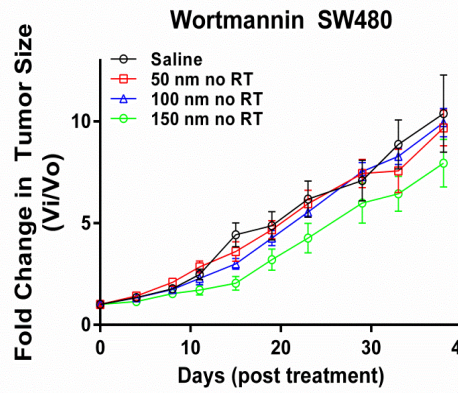 Wortmannin SW480
Fold Change in Tumor Size
(Vi/Vo)
Saline
50 nm no RT
100 nm no RT
150 nm no RT
10
5
0
0 10 20 30
Days (post treatment)